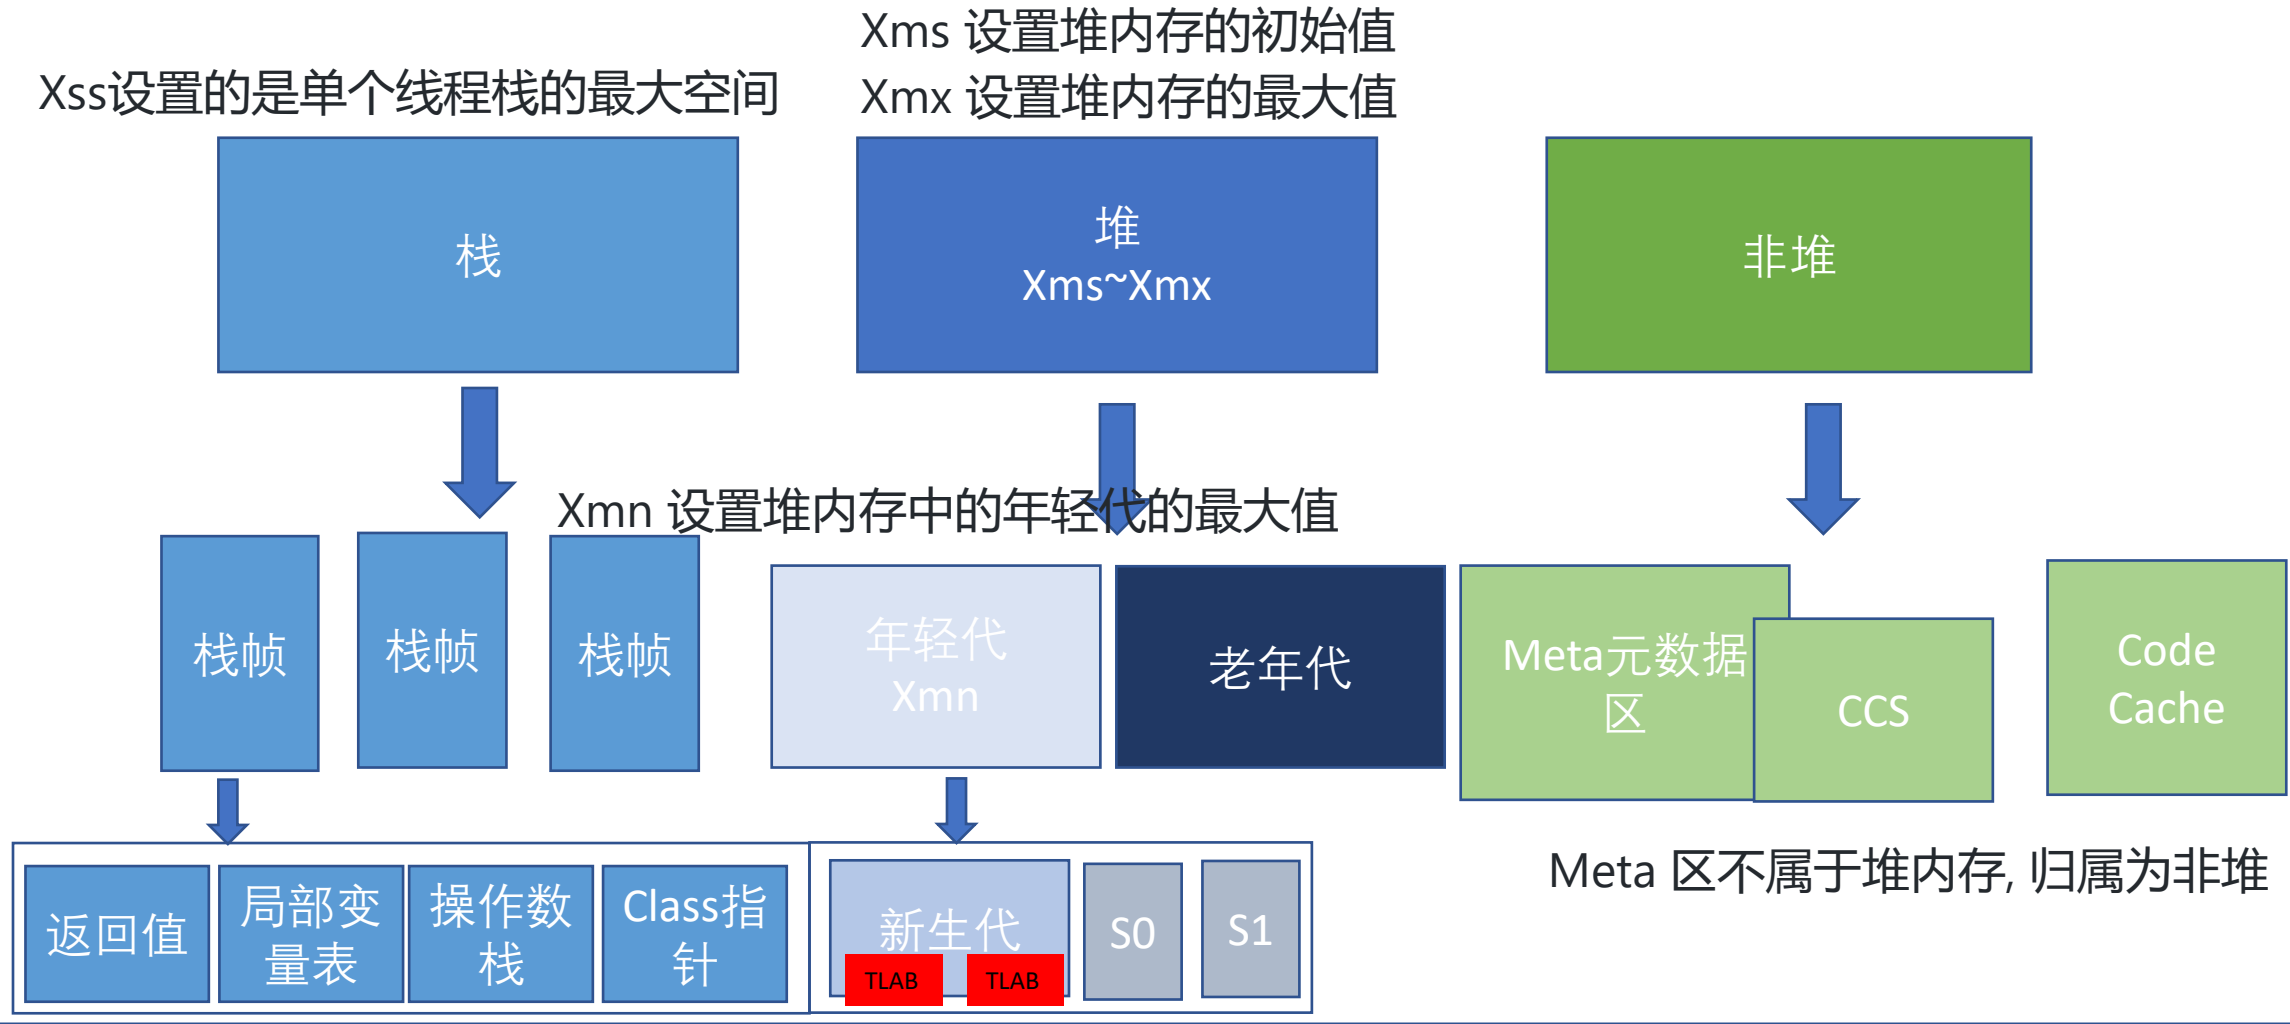 Xms 设置堆内存的初始值
Xss设置的是单个线程栈的最大空间
Xmx 设置堆内存的最大值
栈
堆
Xms~Xmx
非堆
Xmn 设置堆内存中的年轻代的最大值
栈帧
栈帧
栈帧
年轻代
Xmn
老年代
Meta元数据
区
CCS
Code
Cache
Meta 区不属于堆内存, 归属为非堆
返回值
局部变
量表
操作数
栈
Class指
针
新生代
TLAB
TLAB
S0
S1